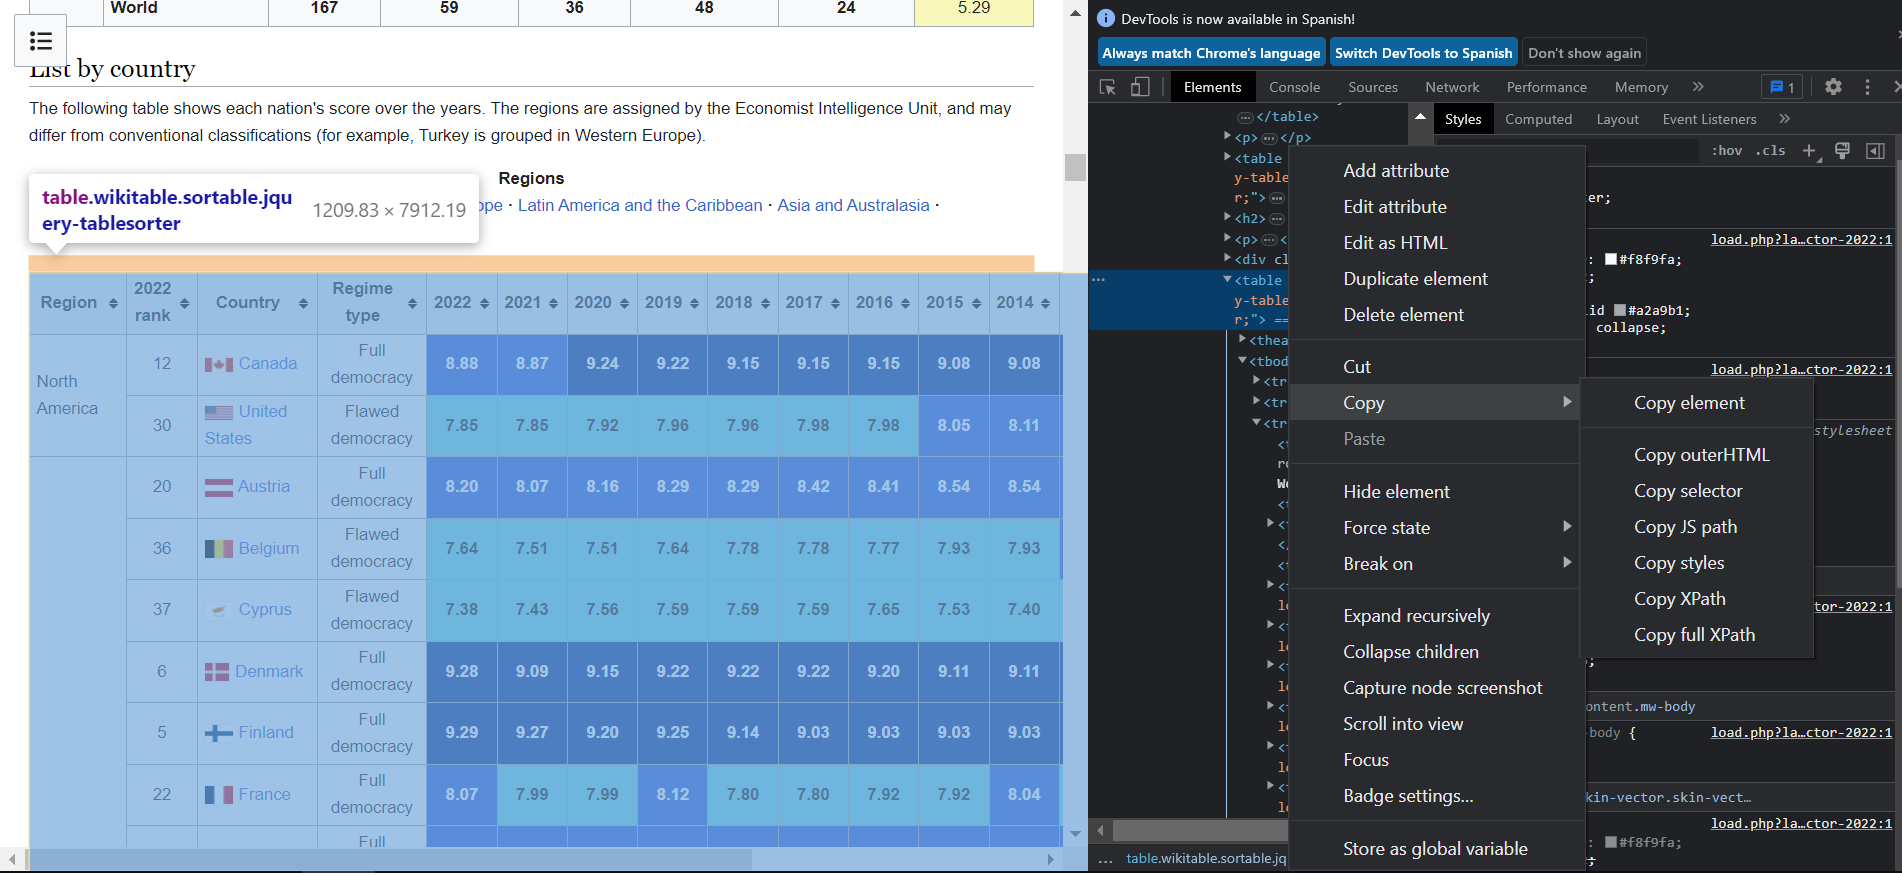 World 167 59 36 48 24 5.29
List by country
The following table shows each nation's score over the years. The regions are assigned by the Economist Intelligence Unit, and may
differ from conventional classifications (for example, Turkey is grouped in Western Europe).
Regions
ope · Latin America and the Caribbean · Asia and Australasia ·
table.wikitable.sortable.jqu
ery-tablesorter
1209.83 × 7912.19
Region 2022 rank Country Regime type 2022 2021 2020 2019 2018 2017 2016 2015 2014
North America
12 Canada Full democracy 8.88 8.87 9.24 9.22 9.15 9.15 9.15 9.08 9.08
30 United States Flawed democracy 7.85 7.85 7.92 7.96 7.96 7.98 7.98 8.05 8.11
20 Austria Full democracy 8.20 8.07 8.16 8.29 8.29 8.42 8.41 8.54 8.54
36 Belgium Flawed democracy 7.64 7.51 7.51 7.64 7.78 7.78 7.77 7.93 7.93
37 Cyprus Flawed democracy 7.38 7.43 7.56 7.59 7.59 7.59 7.65 7.53 7.40
6 Denmark Full democracy 9.28 9.09 9.15 9.22 9.22 9.22 9.20 9.11 9.11
5 Finland Full democracy 9.29 9.27 9.20 9.25 9.14 9.03 9.03 9.03 9.03
22 France Full democracy 8.07 7.99 7.99 8.12 7.80 7.80 7.92 7.92 8.04
Full
DevTools is now available in Spanish!
Always match Chrome's language Switch DevTools to Spanish Don't show again
Elements Console Sources Network Performance Memory » 1
…</table>
<p>…</p>
<table
y-table
r;">…
<h2>…
<p>…<
<div cl
… <table
y-table
r;"> ==
<thea
<tbod
<tr
<tr
<tr
<t
ro
W
<t
<t
</
<t
<t
lo
<t
lo
<t
lo
<t
lo
<t
lo
<t
lo
… table.wikitable.sortable.jq
Add attribute
Edit attribute
Edit as HTML
Duplicate element
Delete element
Cut
Copy
Paste
Hide element
Force state
Break on
Expand recursively
Collapse children
Capture node screenshot
Scroll into view
Focus
Badge settings...
Store as global variable
Copy element
Copy outerHTML
Copy selector
Copy JS path
Copy styles
Copy XPath
Copy full XPath
Styles Computed Layout Event Listeners »
:hov .cls +
ter;
load.php?la…ctor-2022:1
: #f8f9fa;
;
lid #a2a9b1;
collapse;
load.php?la…ctor-2022:1
stylesheet
tor-2022:1
;
ontent.mw-body
-body { load.php?la…ctor-2022:1
kin-vector.skin-vect…
load.php?la…ctor-2022:1
: #f8f9fa;